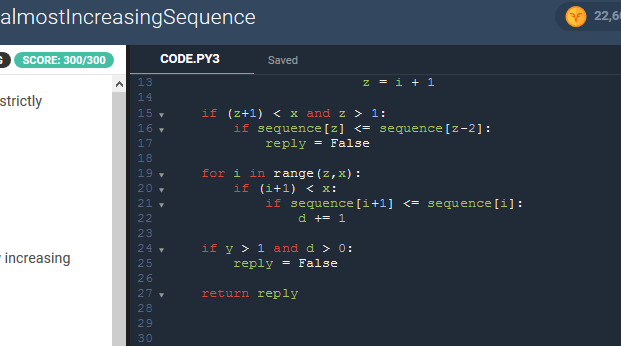 almostIncreasingSequence
22,6
SCORE: 300/300
CODE.PY3
Saved
strictly
increasing
13 z = i + 1
14
15 if (z+1) < x and z > 1:
16 if sequence[z] <= sequence[z-2]:
17 reply = False
18
19 for i in range(z,x):
20 if (i+1) < x:
21 if sequence[i+1] <= sequence[i]:
22 d += 1
23
24 if y > 1 and d > 0:
25 reply = False
26
27 return reply
28
29
30